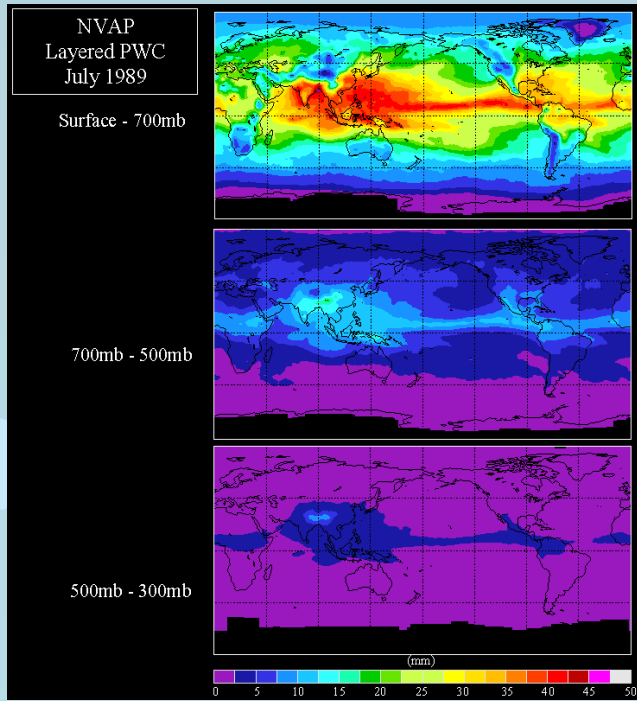 NVAP
Layered PWC
July 1989
Surface - 700mb
700mb - 500mb
500mb - 300mb
(mm)
0 5 10 15 20 25 30 35 40 45 50